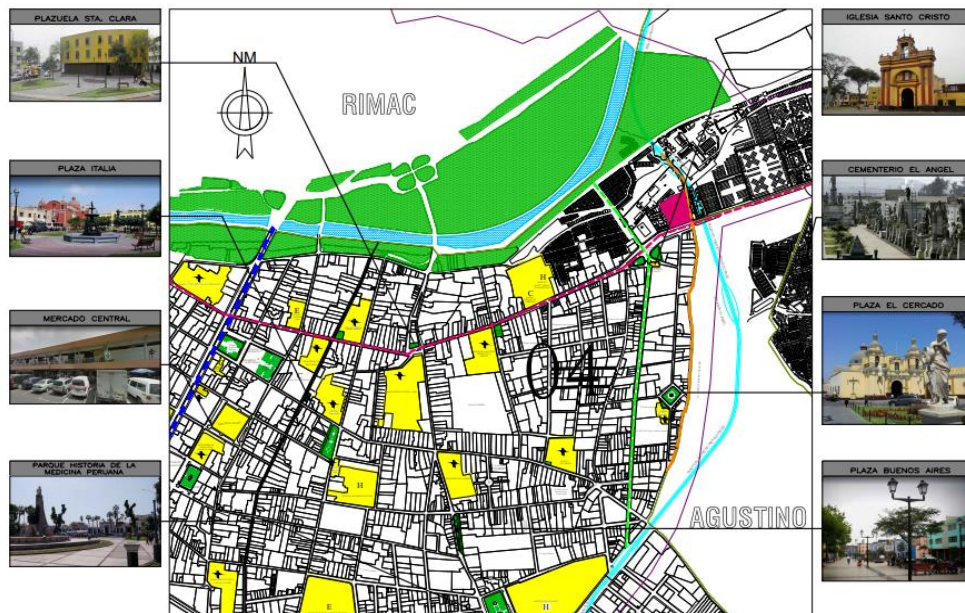 PLAZUELA STA. CLARA
PLAZA ITALIA
MERCADO CENTRAL
PARQUE HISTORIA DE LA
MEDICINA PERUANA
NM
RIMAC
H
C
E
04
H
AGUSTINO
E
H
IGLESIA SANTO CRISTO
CEMENTERIO EL ANGEL
PLAZA EL CERCADO
PLAZA BUENOS AIRES